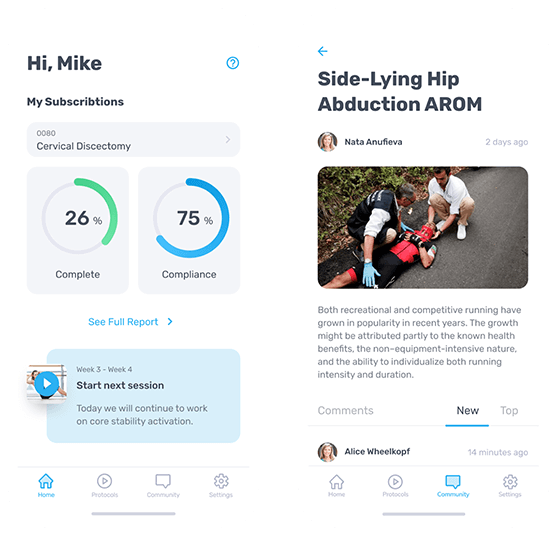 Hi, Mike
My Subscribtions
0080
Cervical Discectomy
26 %
Complete
75 %
Compliance
See Full Report
Week 3 - Week 4
Start next session
Today we will continue to work
on core stability activation.
Home
Protocols
Community
Settings
Side-Lying Hip
Abduction AROM
Nata Anufieva
2 days ago
Both recreational and competitive running have
grown in popularity in recent years. The growth
might be attributed partly to the known health
benefits, the non-equipment-intensive nature,
and the ability to individualize both running
intensity and duration.
Comments
New
Top
Alice Wheelkopf
14 minutes ago
Home
Protocols
Community
Settings